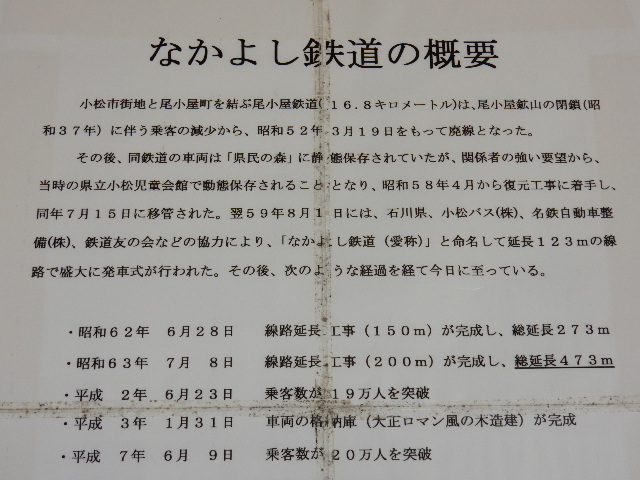 なかよし鉄道の概要
小松市街地と尾小屋町を結ぶ尾小屋鉄道(16.8キロメートル)は、尾小屋鉱山の閉鎖(昭
和37年)に伴う乗客の減少から、昭和52年3月19日をもって廃線となった。
その後、同鉄道の車両は「県民の森」に静態保存されていたが、関係者の強い要望から、
当時の県立小松児童会館で動態保存されることとなり、昭和58年4月から復元工事に着手し、
同年7月15日に移管された。翌59年8月1日には、石川県、小松バス(株)、名鉄自動車整
備(株)、鉄道友の会などの協力により、「なかよし鉄道(愛称)」と命名して延長123mの線
路で盛大に発車式が行われた。その後、次のような経過を経て今日に至っている。
・昭和62年 6月28日 線路延長工事(150m)が完成し、総延長273m
・昭和63年 7月 8日 線路延長工事(200m)が完成し、総延長473m
・平成 2年 6月23日 乗客数が19万人を突破
・平成 3年 1月31日 車両の格納庫(大正ロマン風の木造建)が完成
・平成 7年 6月 9日 乗客数が20万人を突破